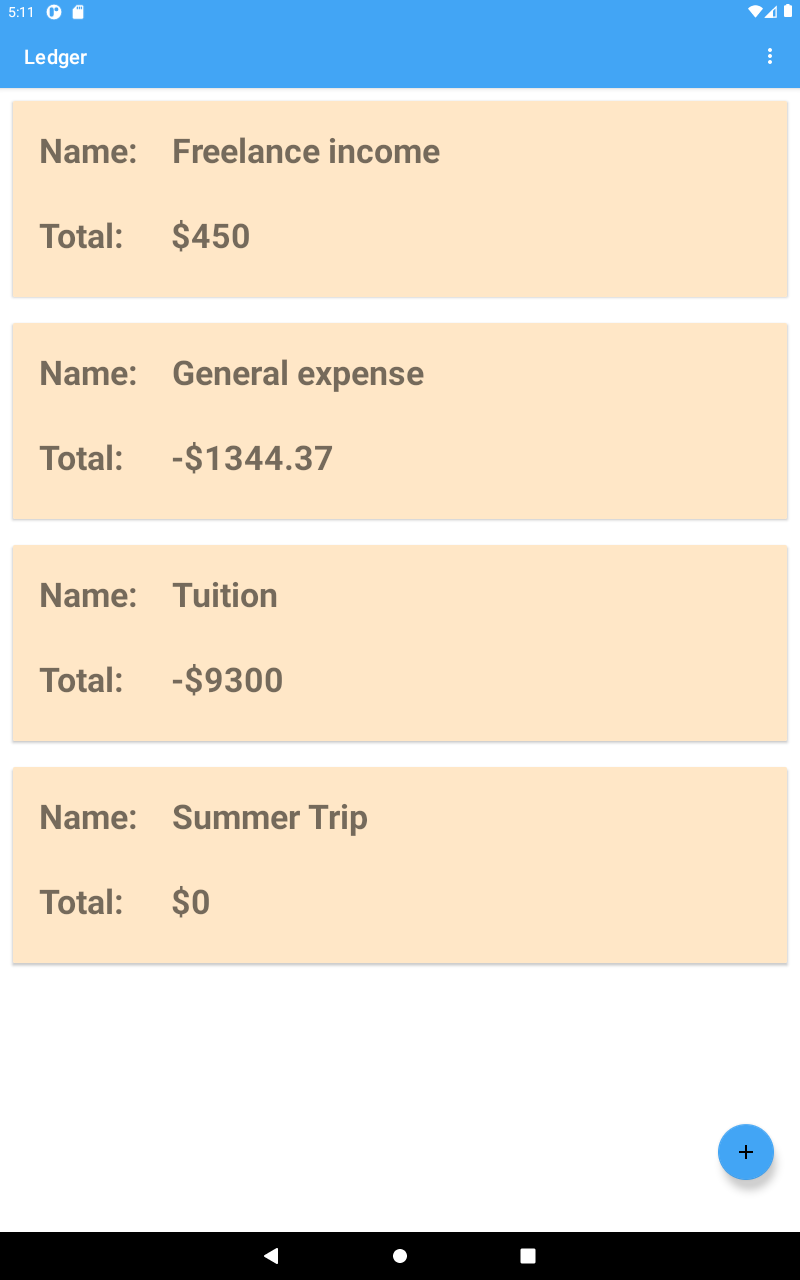 5:11
Ledger
Name: Freelance income
Total: $450
Name: General expense
Total: -$1344.37
Name: Tuition
Total: -$9300
Name: Summer Trip
Total: $0